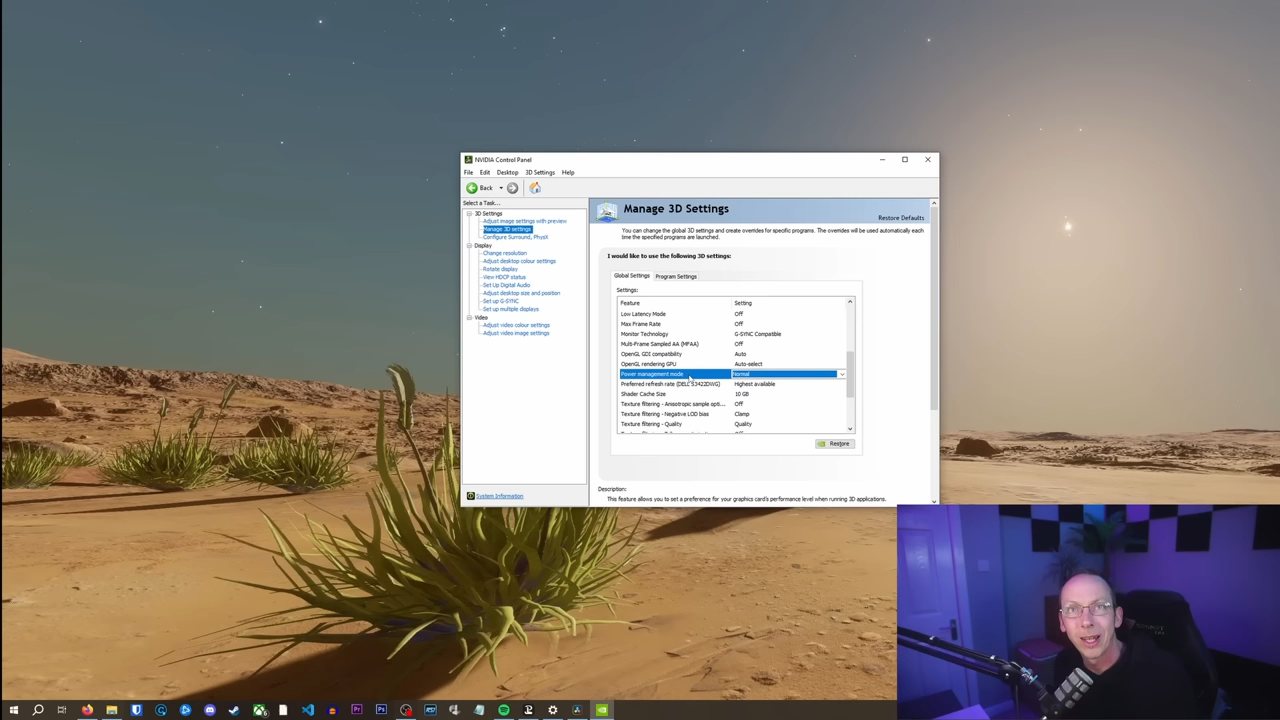 NVIDIA Control Panel
File Edit Desktop 3D Settings Help
Back
Select a Task...
3D Settings
Adjust image settings with preview
Manage 3D settings
Configure Surround, PhysX
Display
Change resolution
Adjust desktop colour settings
Rotate display
View HDCP status
Set Up Digital Audio
Adjust desktop size and position
Set up G-SYNC
Set up multiple displays
Video
Adjust video colour settings
Adjust video image settings
System Information
Manage 3D Settings
Restore Defaults
You can change the global 3D settings and create overrides for specific programs. The overrides will be used automatically each
time the specified programs are launched.
I would like to use the following 3D settings:
Global Settings Program Settings
Settings:
Feature Setting
Low Latency Mode Off
Max Frame Rate Off
Monitor Technology G-SYNC Compatible
Multi-Frame Sampled AA (MFAA) Off
OpenGL GDI compatibility Auto
OpenGL rendering GPU Auto-select
Power management mode Normal
Preferred refresh rate (DELL S3422DWG) Highest available
Shader Cache Size 10 GB
Texture filtering - Anisotropic sample opti... Off
Texture filtering - Negative LOD bias Clamp
Texture filtering - Quality Quality
Restore
Description:
This feature allows you to set a preference for your graphics card's performance level when running 3D applications.